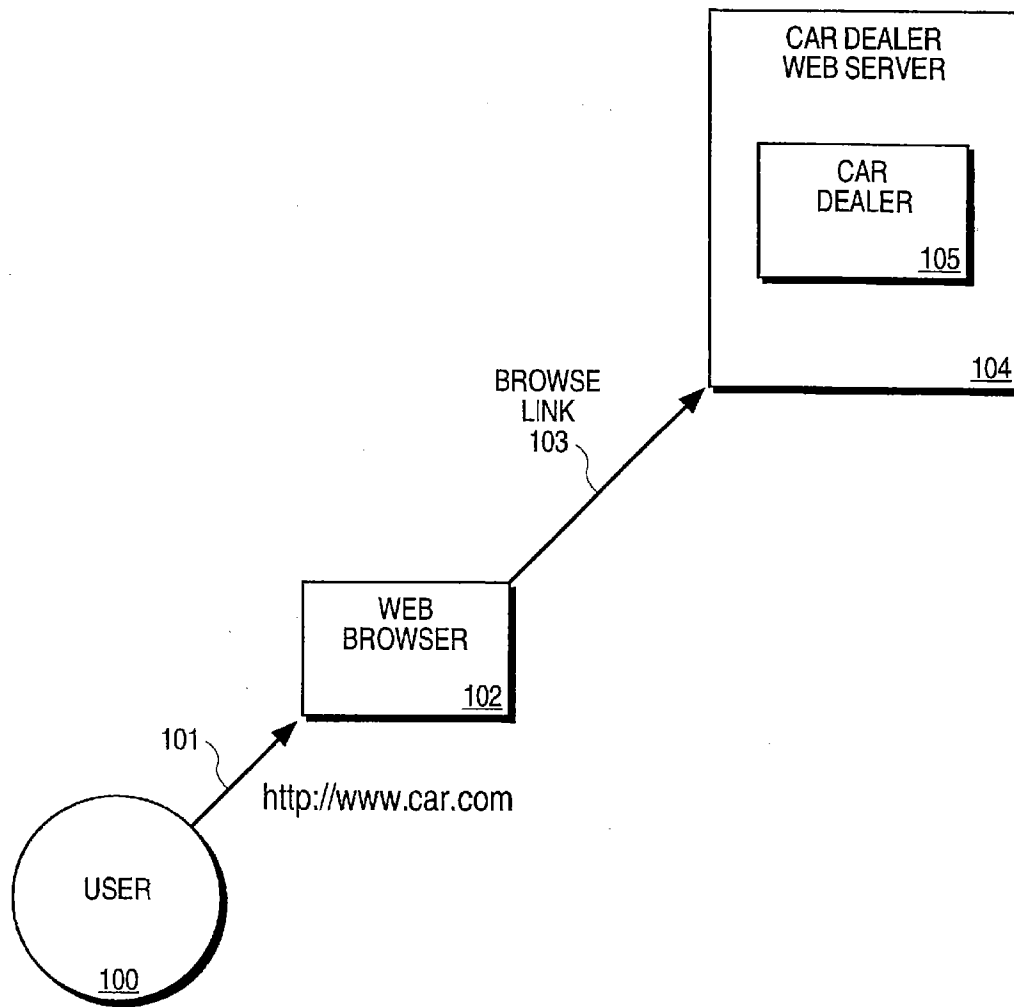 CAR DEALER
WEB SERVER
CAR
DEALER
105
104
BROWSE
LINK
103
WEB
BROWSER
102
101
http://www.car.com
USER
100